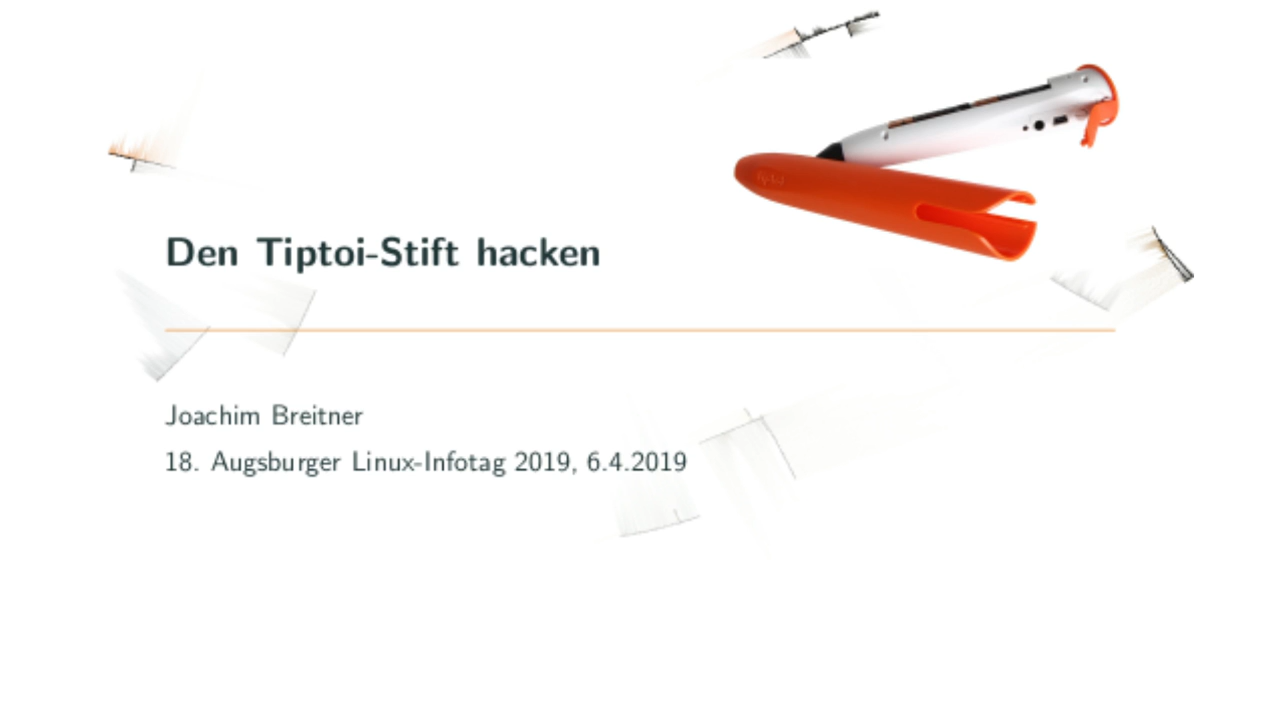 Den Tiptoi-Stift hacken
Joachim Breitner
18. Augsburger Linux-Infotag 2019, 6.4.2019